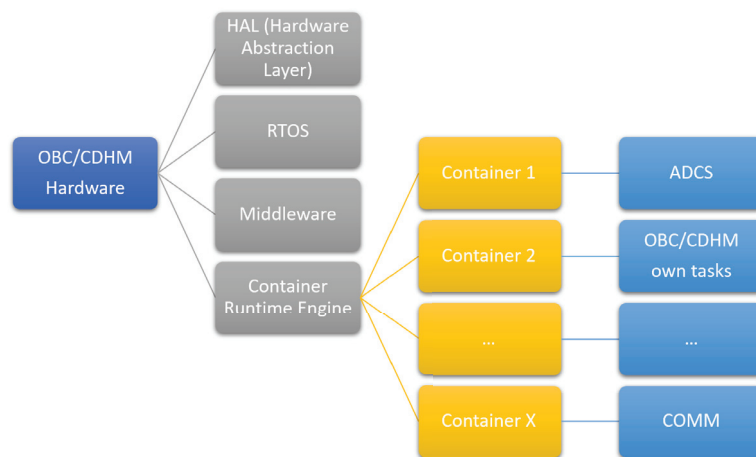 HAL (Hardware
Abstraction
Layer)
OBC/CDHM
Hardware
RTOS
Middleware
Container
Runtime Engine
Container 1
ADCS
Container 2
OBC/CDHM
own tasks
...
...
Container X
COMM